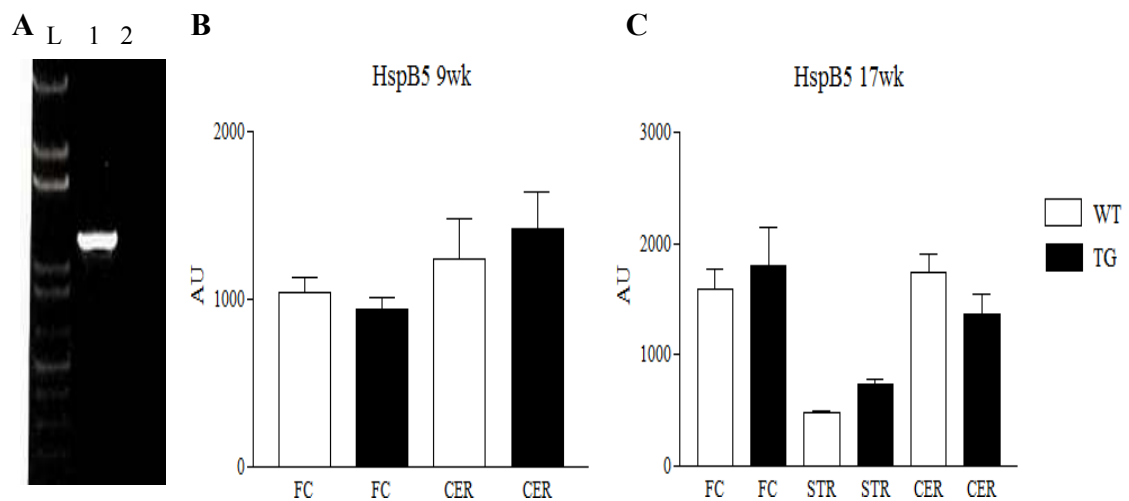 A L 1 2
B
C
HspB5 9wk
2000
1000
0
AU
FC FC CER CER
HspB5 17wk
3000
2000
1000
0
AU
FC FC STR STR CER CER
WT
TG